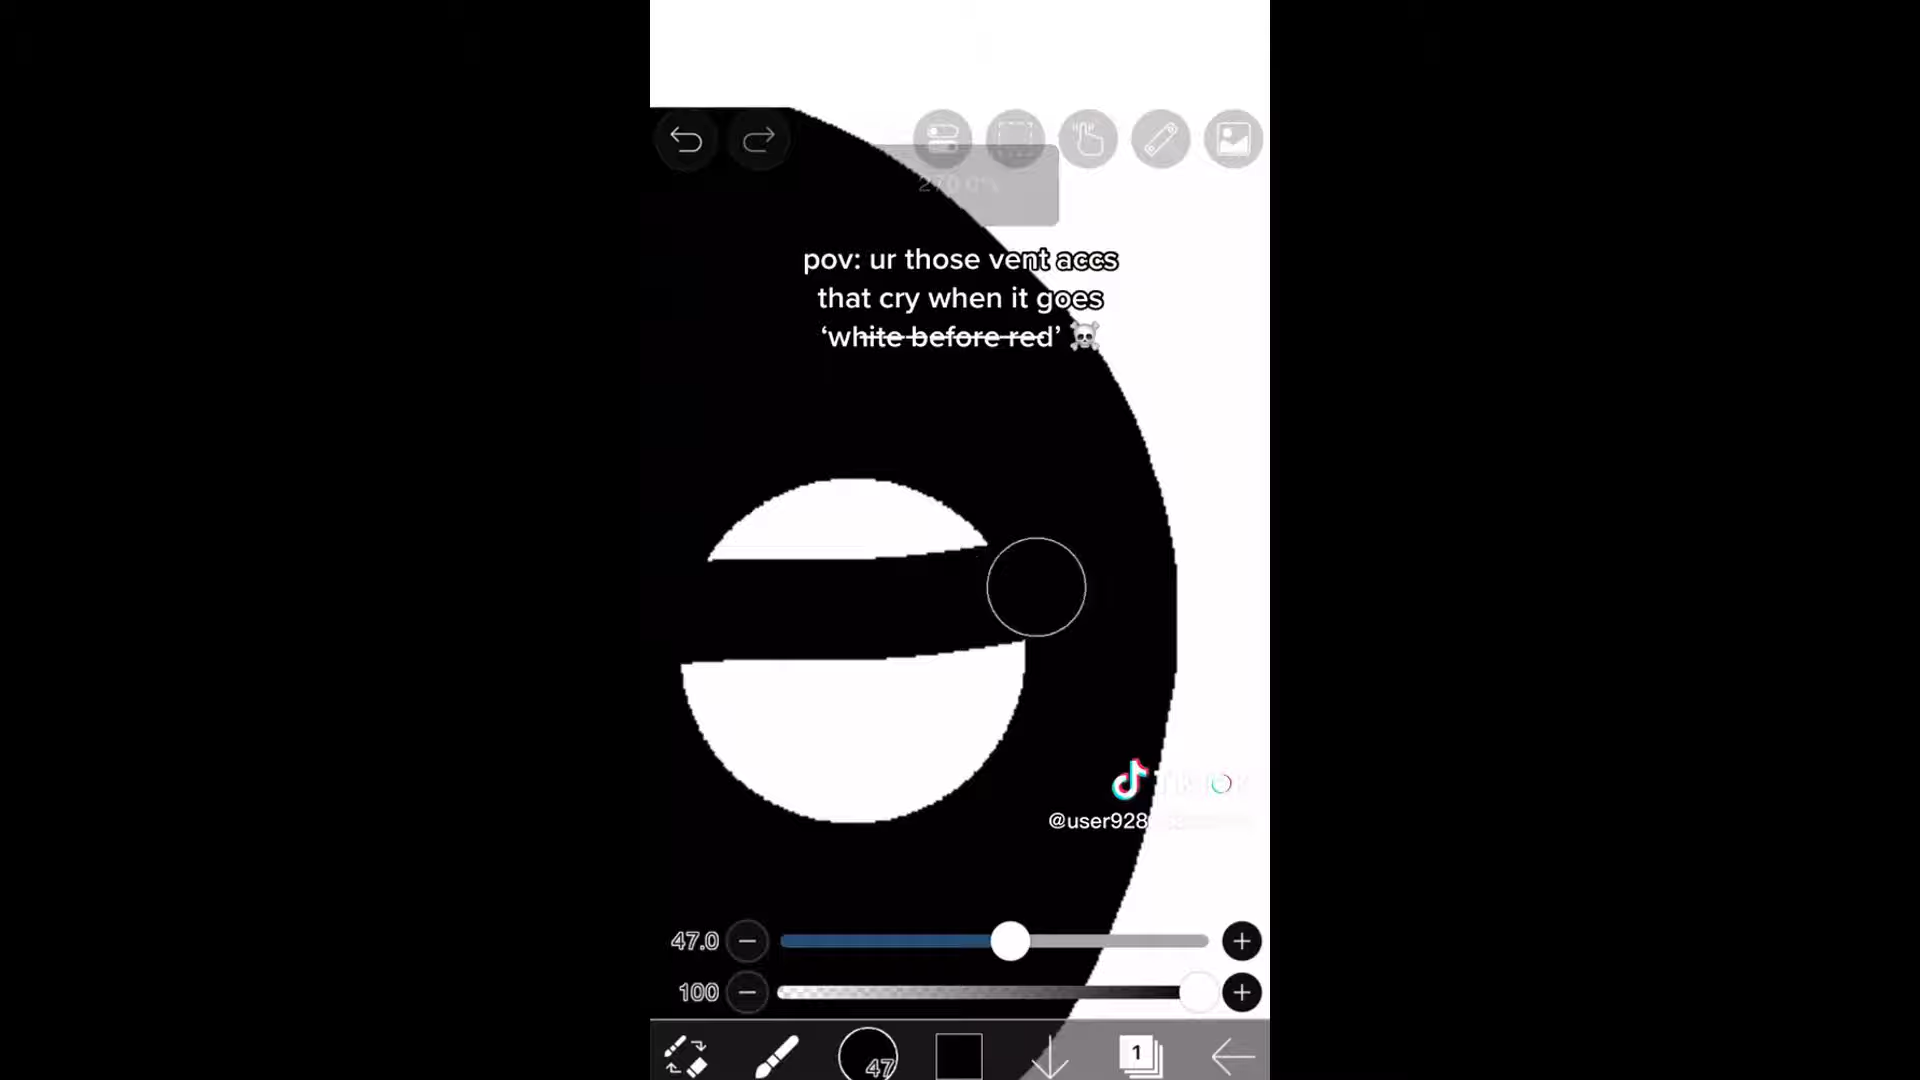 pov: ur those vent accs
that cry when it goes
‘white before red’ ☠️
@user928
47.0
100
47
1